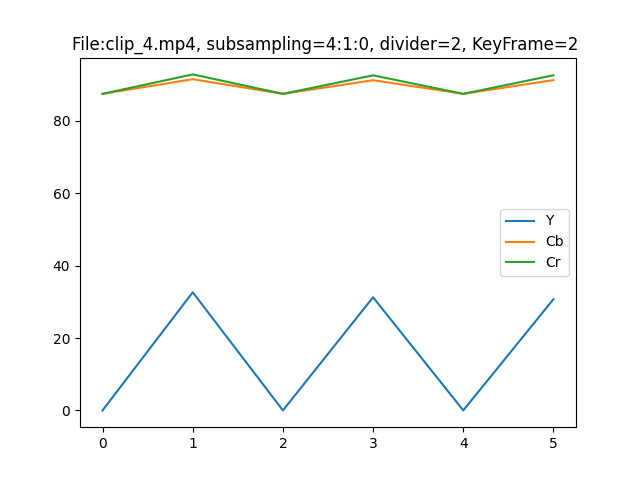 File:clip_4.mp4, subsampling=4:1:0, divider=2, KeyFrame=2
80
60
40
20
0
Y
Cb
Cr
0 1 2 3 4 5